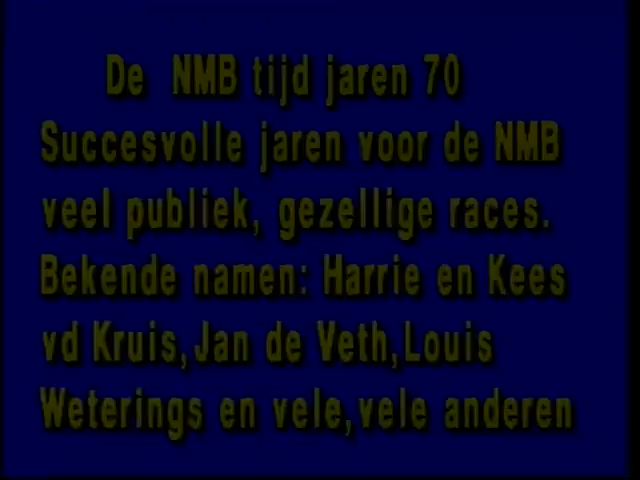 De NMB tijd jaren 70
Succesvolle jaren voor de NMB
veel publiek, gezellige races.
Bekende namen: Harrie en Kees
vd Kruis,Jan de Veth,Louis
Weterings en vele,vele anderen